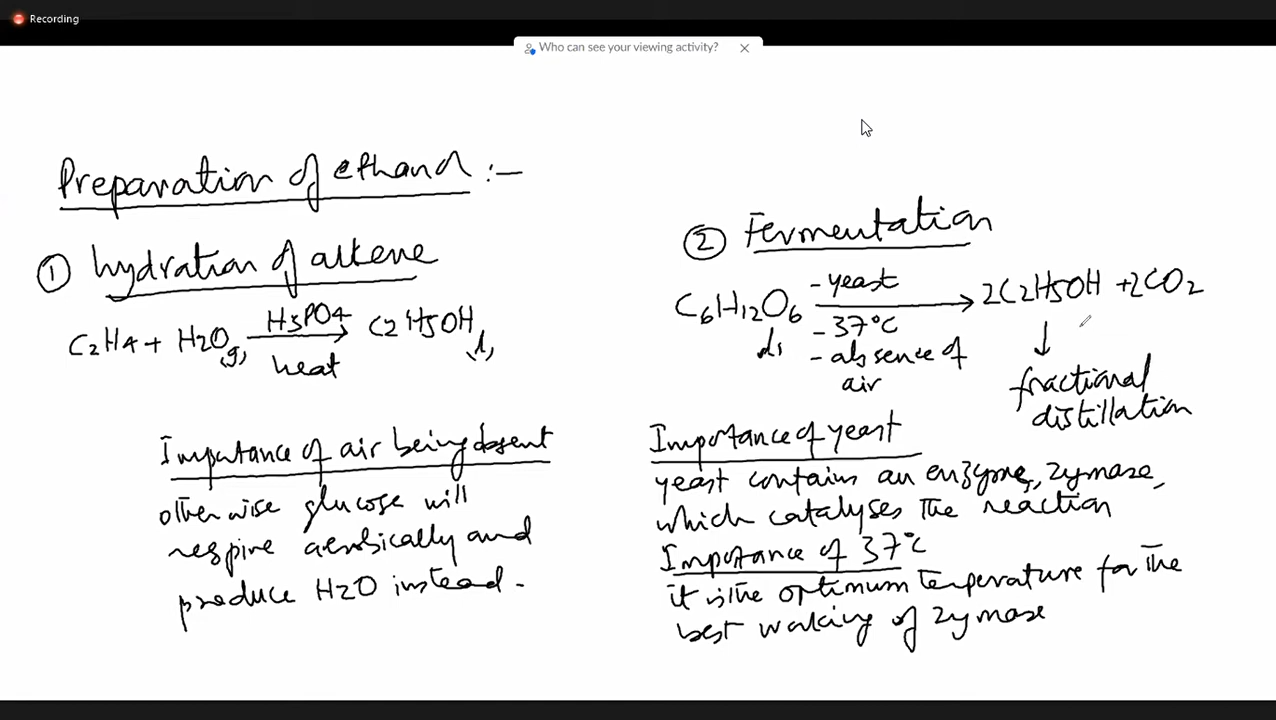 Recording
Who can see your viewing activity?
Preparation of ethanol :-
① hydration of alkene
C2H4 + H2O(g) H3PO4 C2H5OH(l)
heat
② Fermentation
C6H12O6 - yeast 2C2H5OH + 2CO2
- 37°C
- absence of
air
fractional
distillation
Importance of air being absent
otherwise glucose will
respire aerobically and
produce H2O instead -
Importance of yeast
yeast contains an enzyme, zymase,
which catalyses the reaction
Importance of 37°C
it is the optimum temperature for the
best working of zymase